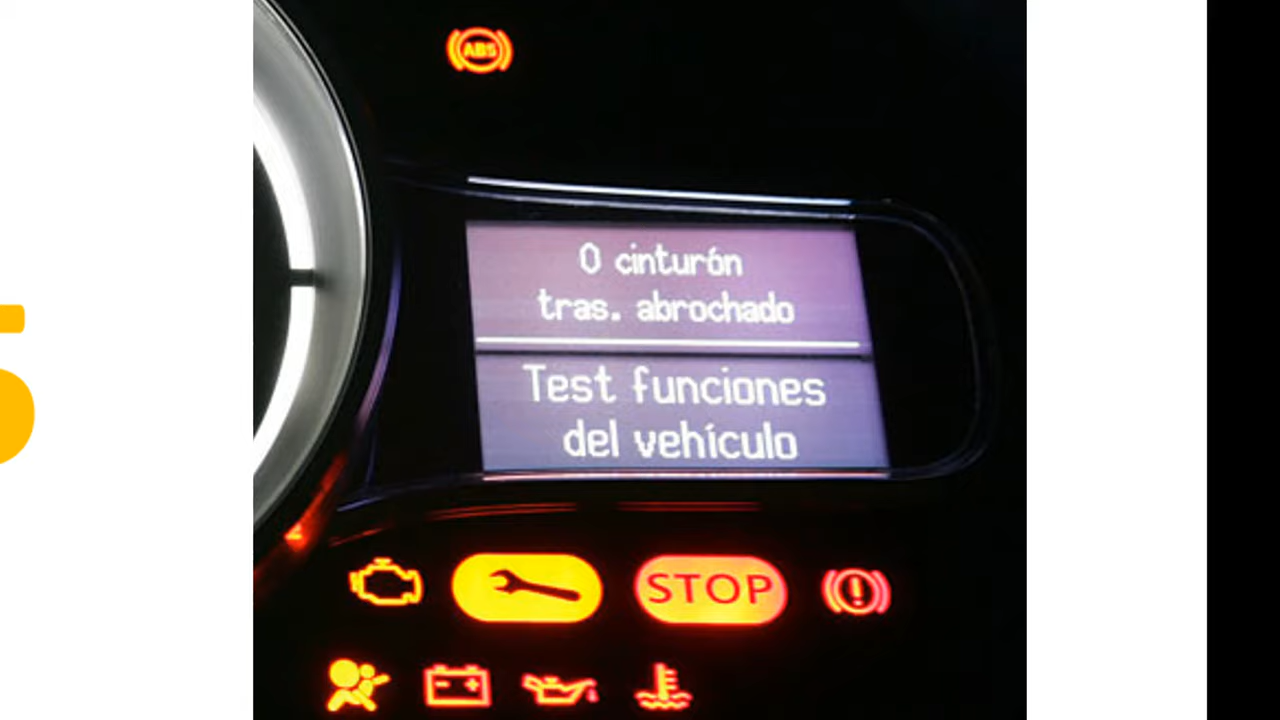 ABS
0 cinturón
tras. abrochado
Test funciones
del vehículo
STOP